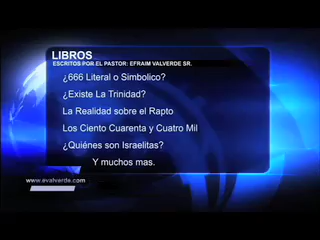 LIBROS
ESCRITOS POR EL PASTOR: EFRAIM VALVERDE SR.
¿666 Literal o Simbolico?
¿Existe La Trinidad?
La Realidad sobre el Rapto
Los Ciento Cuarenta y Cuatro Mil
¿Quiénes son Israelitas?
Y muchos mas.
www.evalverde.com